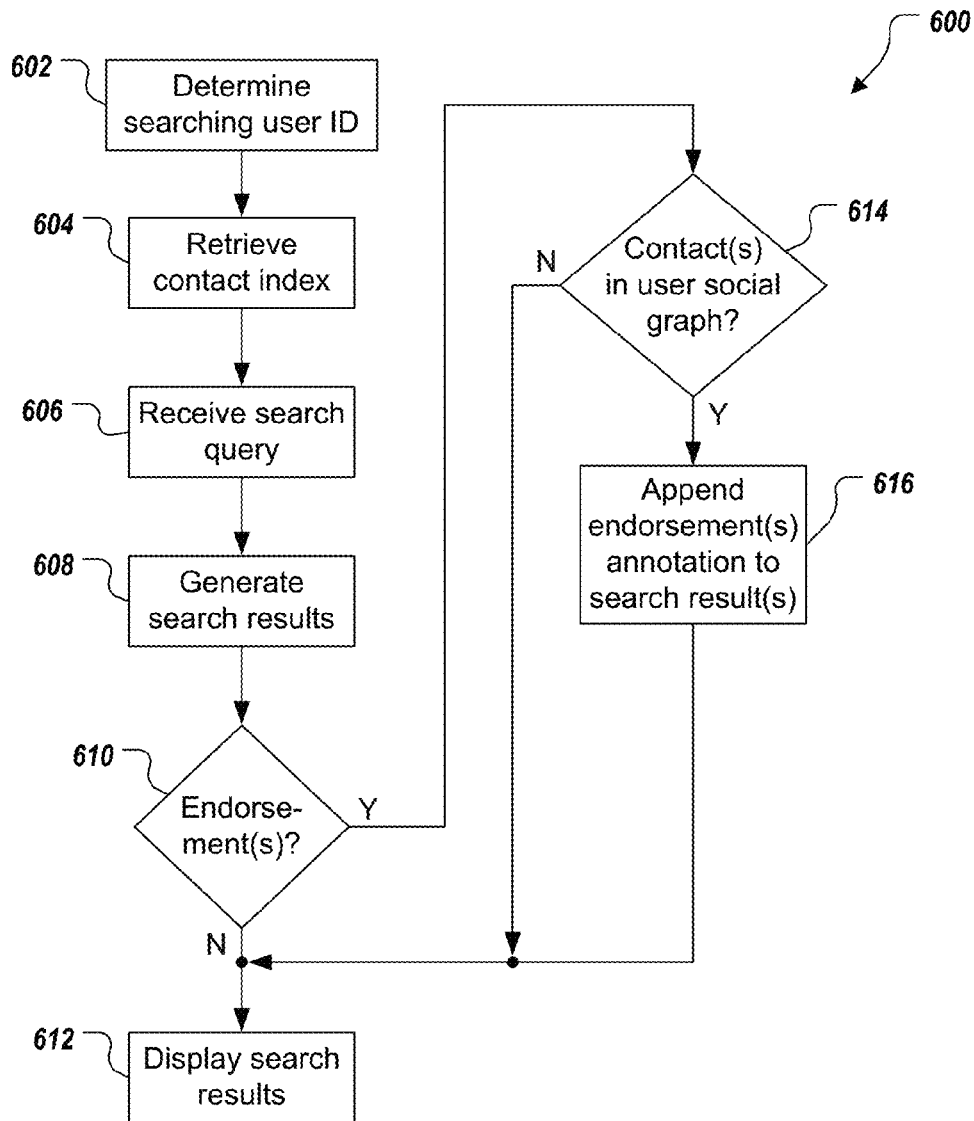 600
602
Determine
searching user ID
604
Retrieve
contact index
606
Receive search
query
608
Generate
search results
610
Endorse-
ment(s)?
Y
N
612
Display search
results
614
Contact(s)
in user social
graph?
N
Y
616
Append
endorsement(s)
annotation to
search result(s)